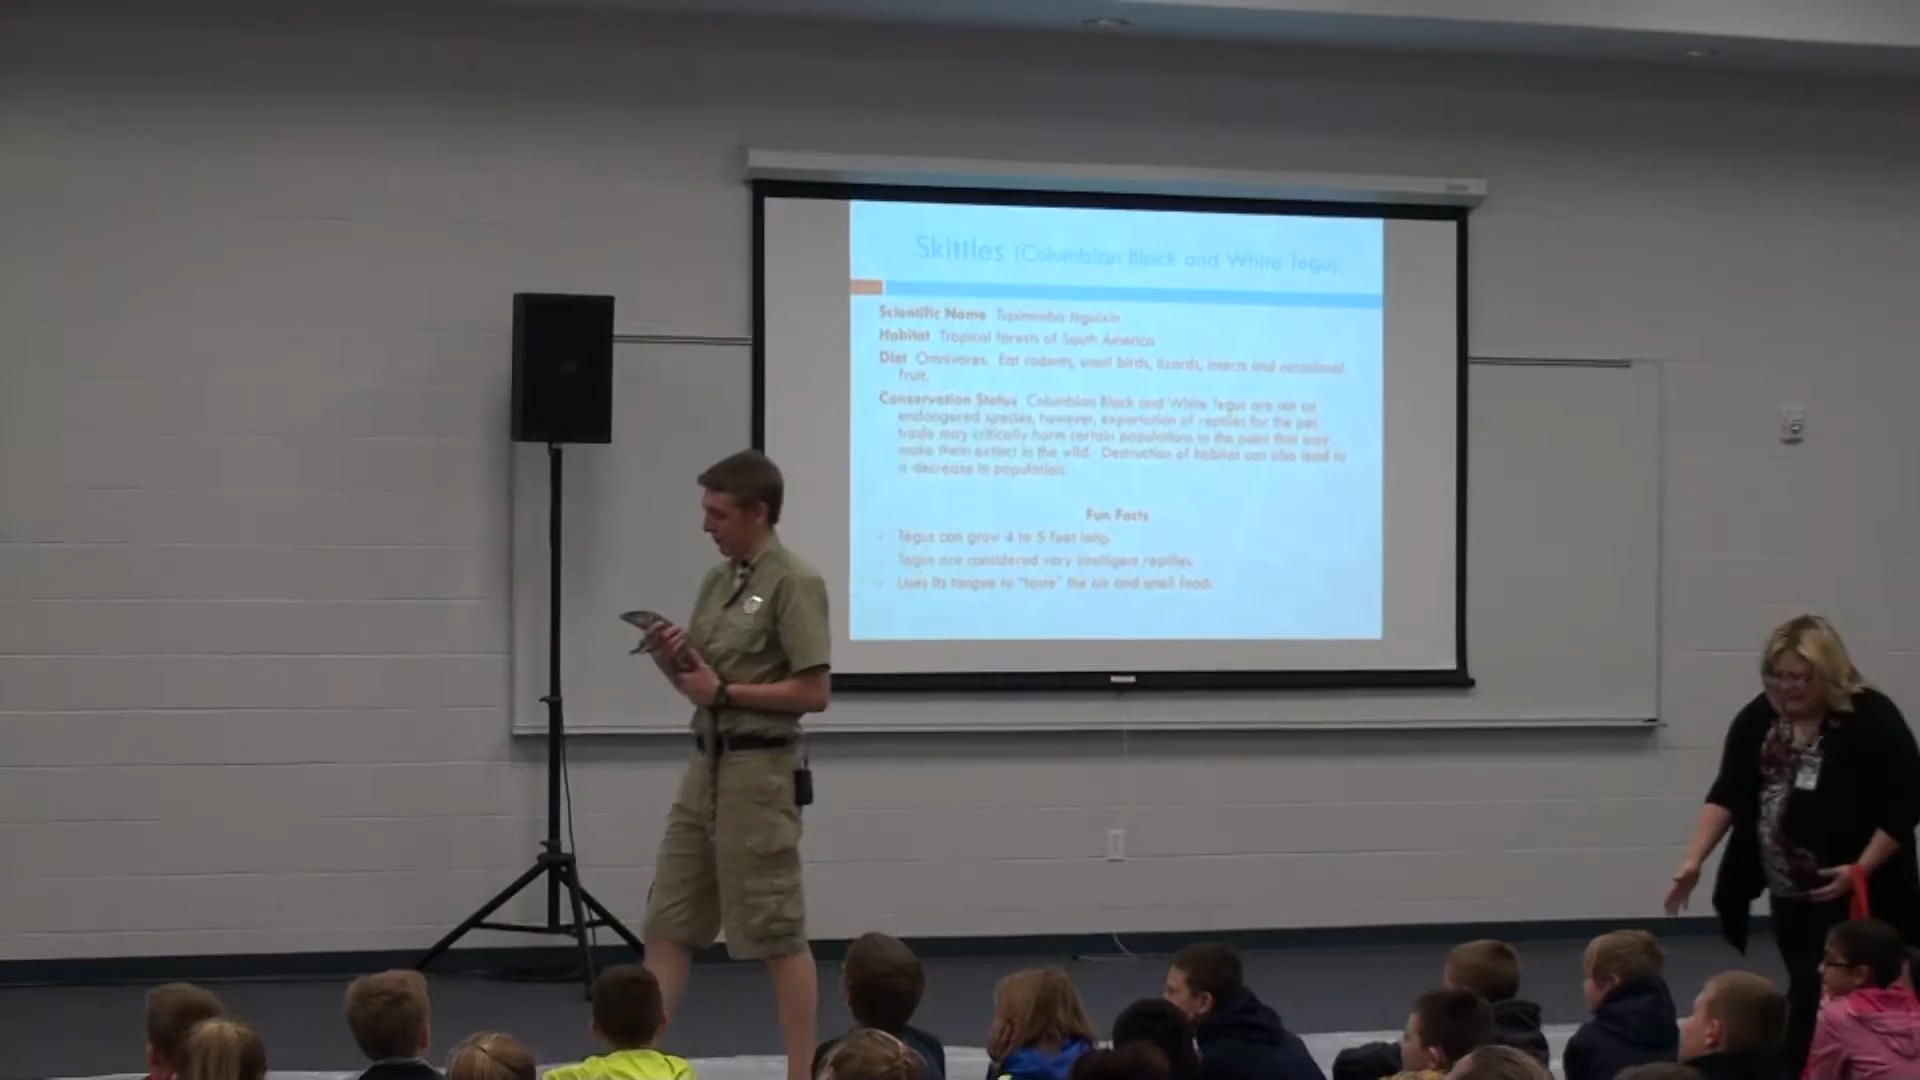 Skittles (Columbian Black and White Tegu)
Scientific Name
Habitat Tropical forests of South America
Diet Omnivores. Eat rodents, small birds, lizards, insects and occasional
fruit.
Conservation Status Columbian Black and White Tegus are not an
endangered species, however, exportation of reptiles for the pet
trade may critically harm certain populations to the point that may
make them extinct in the wild. Destruction of habitat can also lead to
a decrease in population.
Fun Facts
- Tegus can grow 4 to 5 feet long.
- Tegus are considered very intelligent reptiles.
- Uses its tongue to "taste" the air and smell food.